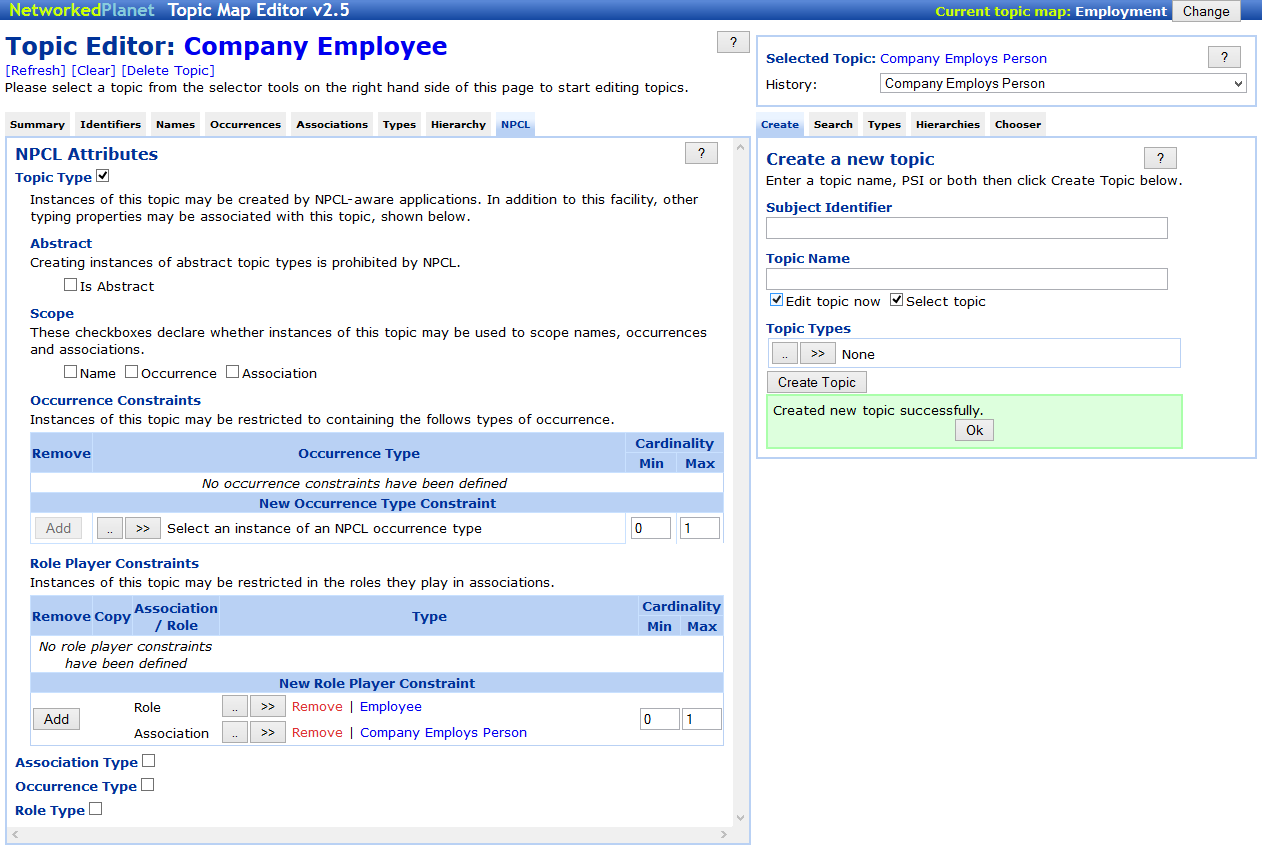 NetworkedPlanet Topic Map Editor v2.5
Current topic map: Employment Change
Topic Editor: Company Employee
?
[Refresh] [Clear] [Delete Topic]
Please select a topic from the selector tools on the right hand side of this page to start editing topics.
Summary Identifiers Names Occurrences Associations Types Hierarchy NPCL
NPCL Attributes
?
Topic Type
Instances of this topic may be created by NPCL-aware applications. In addition to this facility, other
typing properties may be associated with this topic, shown below.
Abstract
Creating instances of abstract topic types is prohibited by NPCL.
Is Abstract
Scope
These checkboxes declare whether instances of this topic may be used to scope names, occurrences
and associations.
Name Occurrence Association
Occurrence Constraints
Instances of this topic may be restricted to containing the follows types of occurrence.
Remove Occurrence Type Cardinality
Min Max
No occurrence constraints have been defined
New Occurrence Type Constraint
Add .. >> Select an instance of an NPCL occurrence type 0 1
Role Player Constraints
Instances of this topic may be restricted in the roles they play in associations.
Remove Copy Association
/ Role Type Cardinality
Min Max
No role player constraints
have been defined
New Role Player Constraint
Add
Role .. >> Remove | Employee
Association .. >> Remove | Company Employs Person
0 1
Association Type
Occurrence Type
Role Type
Selected Topic: Company Employs Person ?
History: Company Employs Person
Create Search Types Hierarchies Chooser
Create a new topic
?
Enter a topic name, PSI or both then click Create Topic below.
Subject Identifier
Topic Name
Edit topic now Select topic
Topic Types
.. >> None
Create Topic
Created new topic successfully.
Ok